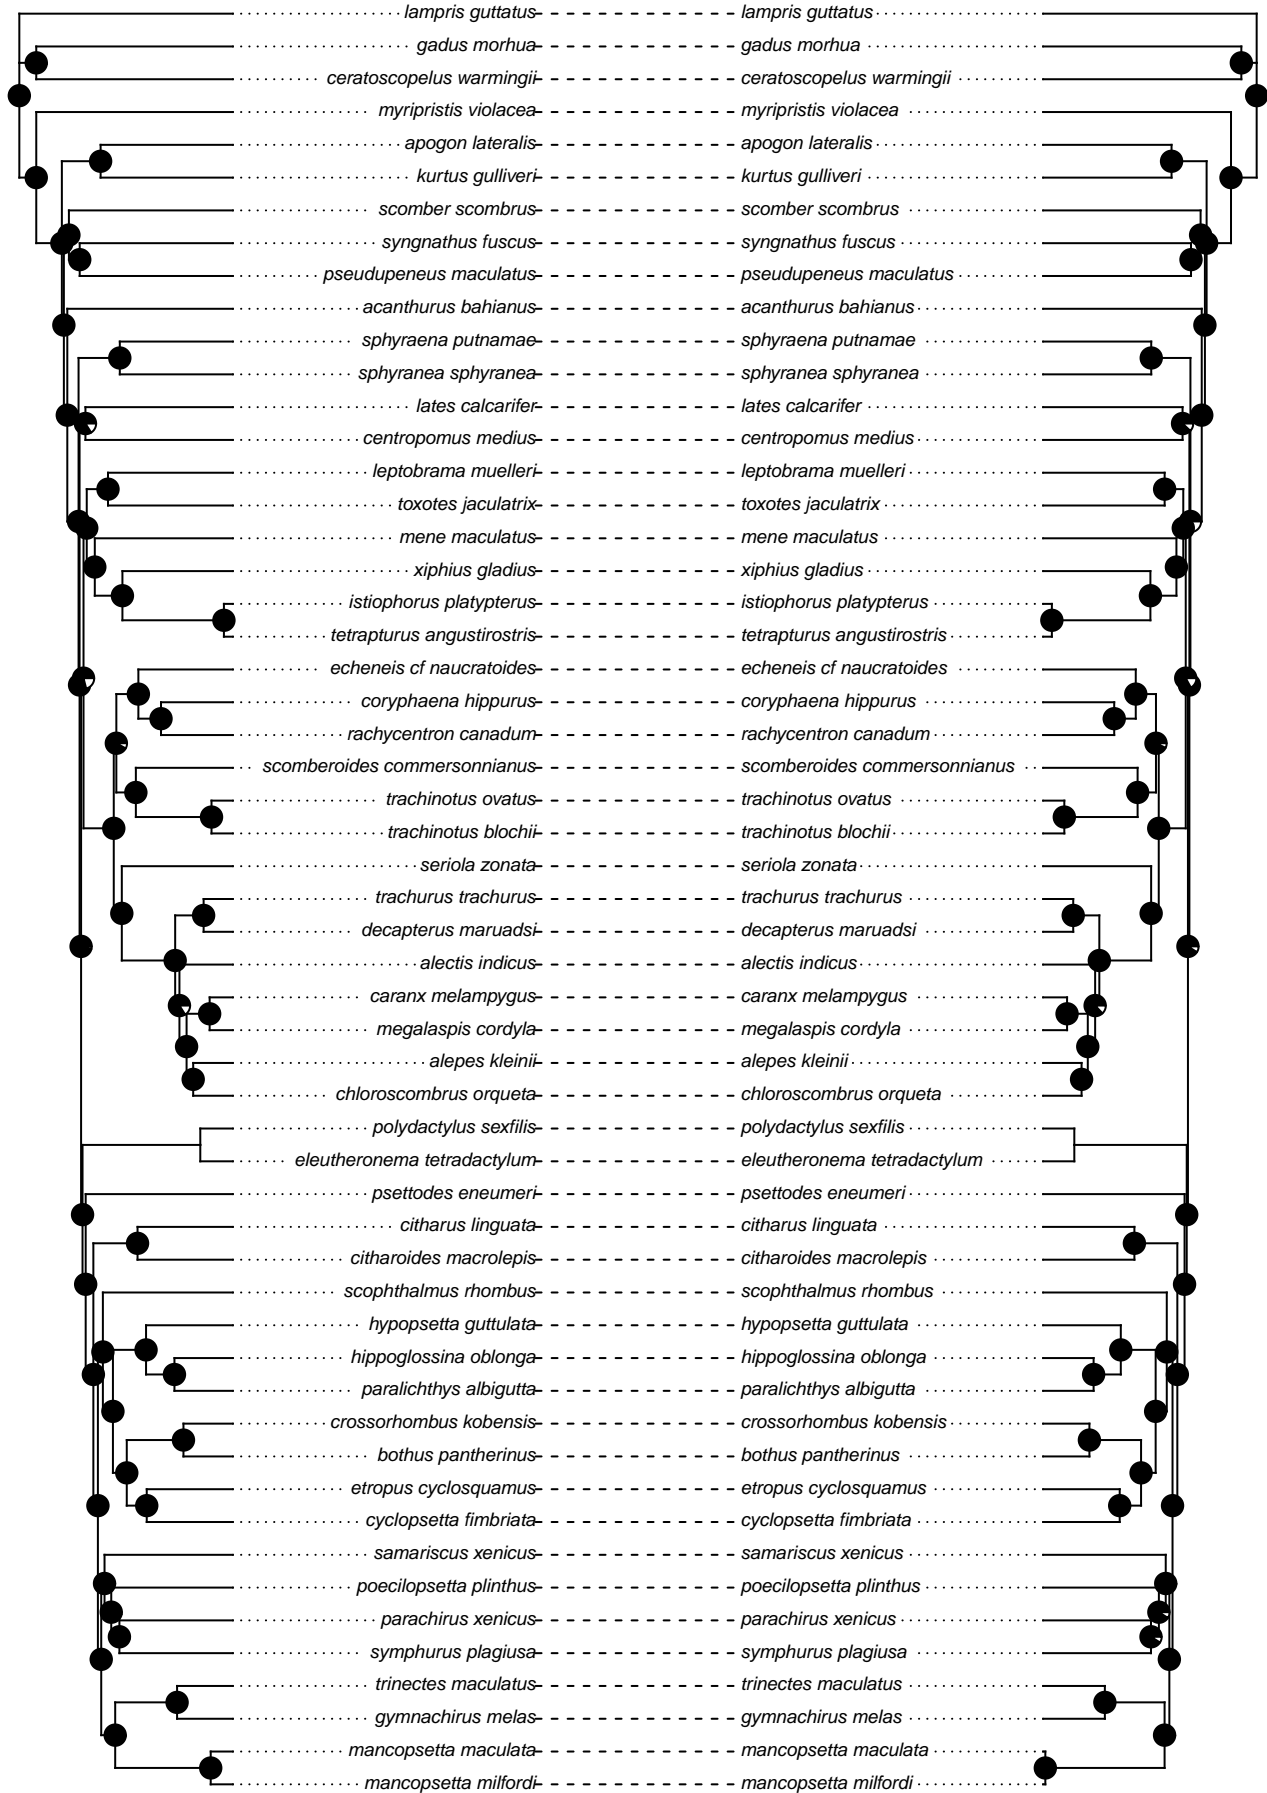 lampris guttatus lampris guttatus
gadus morhua gadus morhua
ceratoscopelus warmingii ceratoscopelus warmingii
myripristis violacea myripristis violacea
apogon lateralis apogon lateralis
kurtus gulliveri kurtus gulliveri
scomber scombrus scomber scombrus
syngnathus fuscus syngnathus fuscus
pseudupeneus maculatus pseudupeneus maculatus
acanthurus bahianus acanthurus bahianus
sphyraena putnamae sphyraena putnamae
sphyranea sphyranea sphyranea sphyranea
lates calcarifer lates calcarifer
centropomus medius centropomus medius
leptobrama muelleri leptobrama muelleri
toxotes jaculatrix toxotes jaculatrix
mene maculatus mene maculatus
xiphius gladius xiphius gladius
istiophorus platypterus istiophorus platypterus
tetrapturus angustirostris tetrapturus angustirostris
echeneis cf naucratoides echeneis cf naucratoides
coryphaena hippurus coryphaena hippurus
rachycentron canadum rachycentron canadum
scomberoides commersonnianus scomberoides commersonnianus
trachinotus ovatus trachinotus ovatus
trachinotus blochii trachinotus blochii
seriola zonata seriola zonata
trachurus trachurus trachurus trachurus
decapterus maruadsi decapterus maruadsi
alectis indicus alectis indicus
caranx melampygus caranx melampygus
megalaspis cordyla megalaspis cordyla
alepes kleinii alepes kleinii
chloroscombrus orqueta chloroscombrus orqueta
polydactylus sexfilis polydactylus sexfilis
eleutheronema tetradactylum eleutheronema tetradactylum
psettodes eneumeri psettodes eneumeri
citharus linguata citharus linguata
citharoides macrolepis citharoides macrolepis
scophthalmus rhombus scophthalmus rhombus
hypopsetta guttulata hypopsetta guttulata
hippoglossina oblonga hippoglossina oblonga
paralichthys albigutta paralichthys albigutta
crossorhombus kobensis crossorhombus kobensis
bothus pantherinus bothus pantherinus
etropus cyclosquamus etropus cyclosquamus
cyclopsetta fimbriata cyclopsetta fimbriata
samariscus xenicus samariscus xenicus
poecilopsetta plinthus poecilopsetta plinthus
parachirus xenicus parachirus xenicus
symphurus plagiusa symphurus plagiusa
trinectes maculatus trinectes maculatus
gymnachirus melas gymnachirus melas
mancopsetta maculata mancopsetta maculata
mancopsetta milfordi mancopsetta milfordi